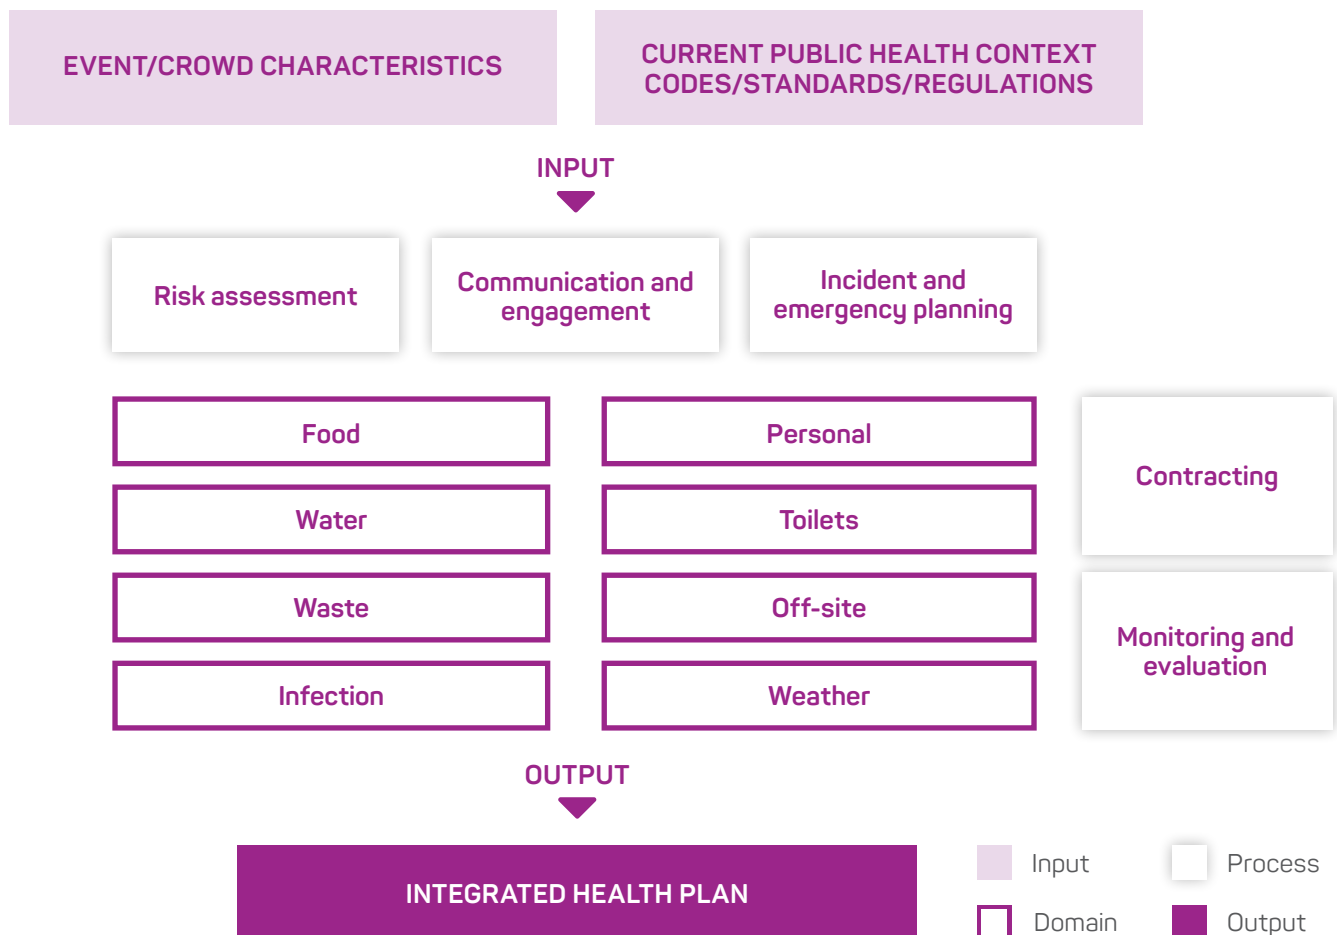 EVENT/CROWD CHARACTERISTICS
CURRENT PUBLIC HEALTH CONTEXT
CODES/STANDARDS/REGULATIONS
INPUT
Risk assessment
Communication and
engagement
Incident and
emergency planning
Food
Personal
Contracting
Water
Toilets
Waste
Off-site
Monitoring and
evaluation
Infection
Weather
OUTPUT
INTEGRATED HEALTH PLAN
Input
Process
Domain
Output